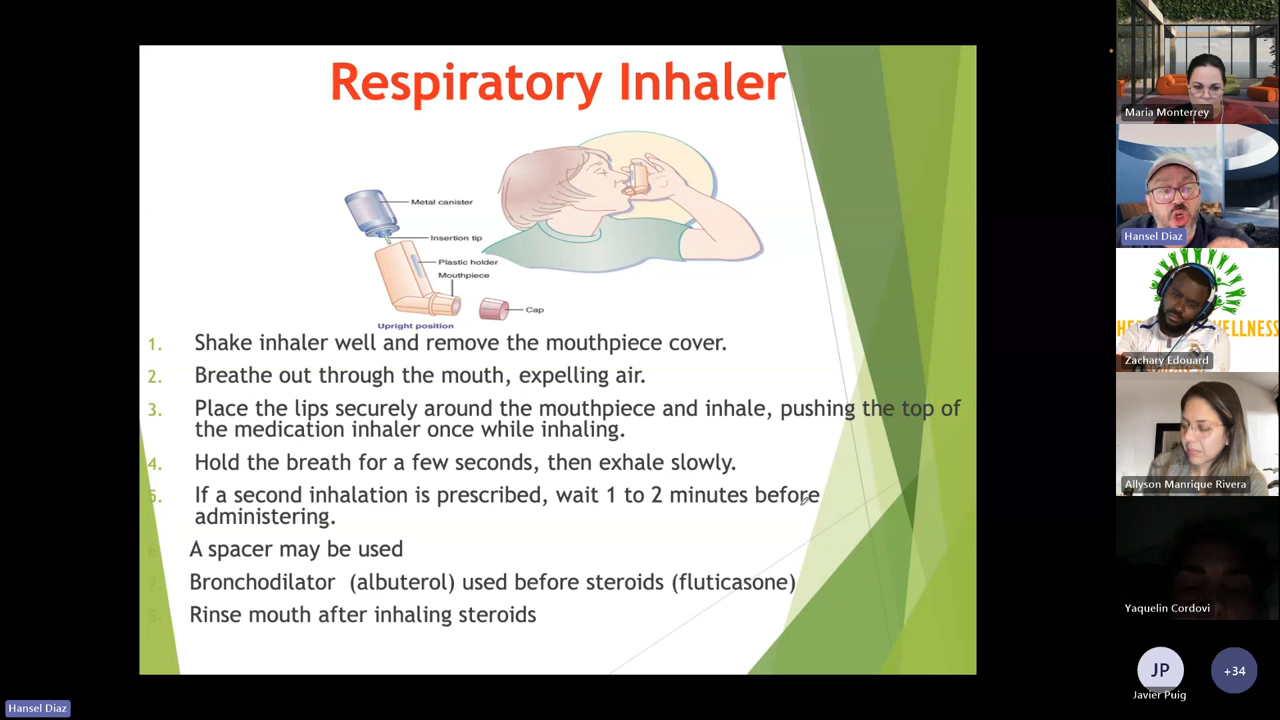 Respiratory Inhaler
Metal canister
Insertion tip
Plastic holder
Mouthpiece
Cap
Upright position
1. Shake inhaler well and remove the mouthpiece cover.
2. Breathe out through the mouth, expelling air.
3. Place the lips securely around the mouthpiece and inhale, pushing the top of
the medication inhaler once while inhaling.
4. Hold the breath for a few seconds, then exhale slowly.
5. If a second inhalation is prescribed, wait 1 to 2 minutes before
administering.
6. A spacer may be used
7. Bronchodilator (albuterol) used before steroids (fluticasone)
8. Rinse mouth after inhaling steroids
Maria Monterrey
Hansel Diaz
Zachary Edouard
Allyson Manrique Rivera
Yaquelin Cordovi
JP
Javier Puig
+34
Hansel Diaz